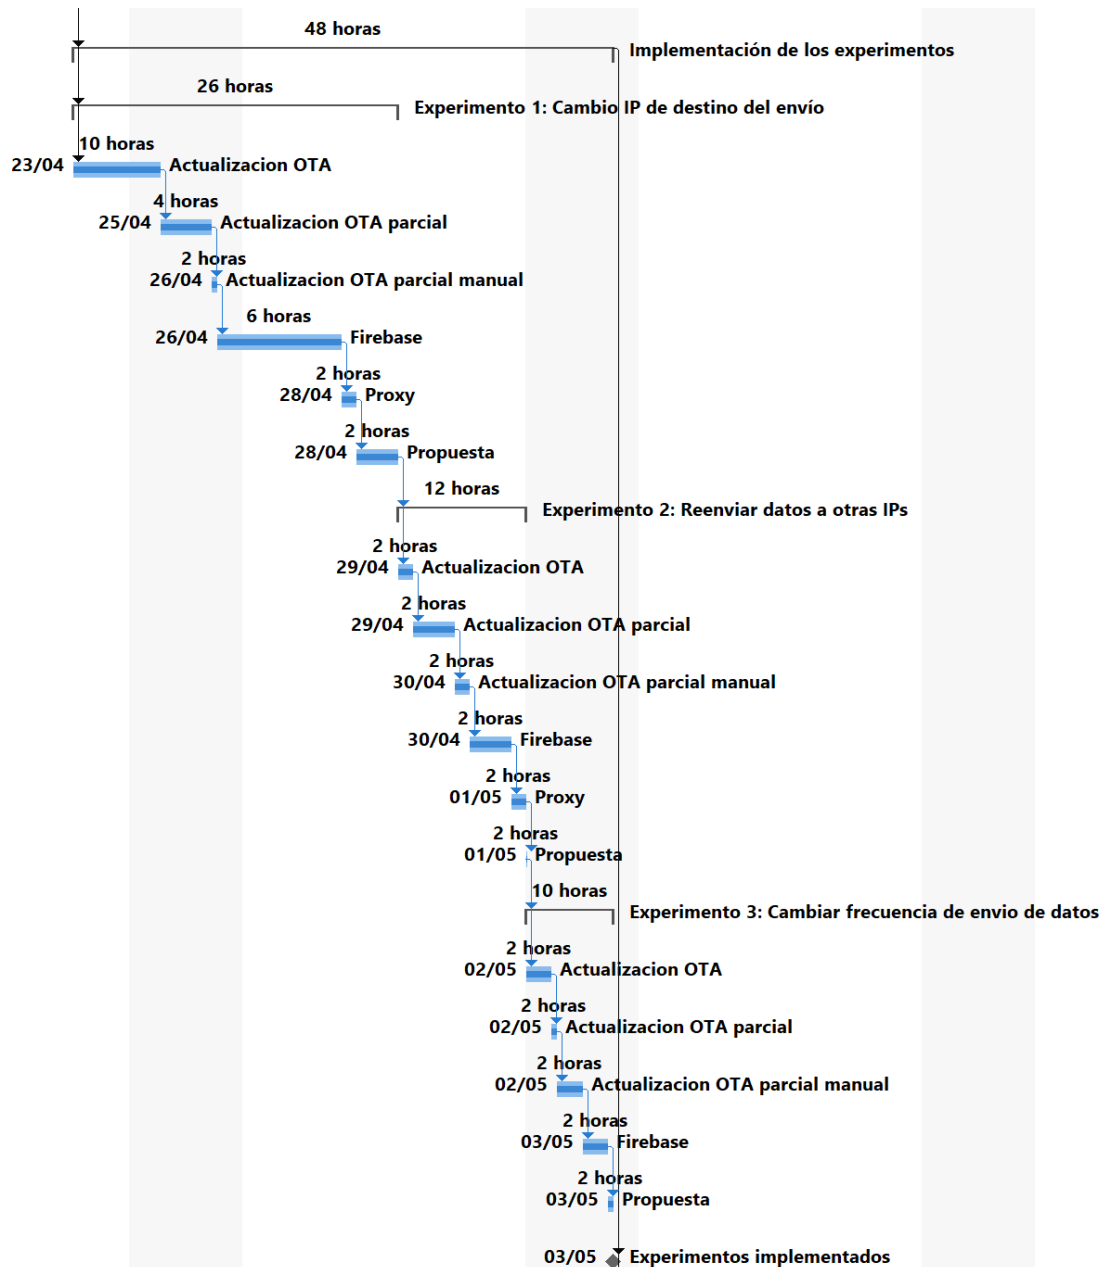 48 horas
Implementación de los experimentos
26 horas
Experimento 1: Cambio IP de destino del envío
10 horas
23/04 Actualizacion OTA
4 horas
25/04 Actualizacion OTA parcial
2 horas
26/04 Actualizacion OTA parcial manual
6 horas
26/04 Firebase
2 horas
28/04 Proxy
2 horas
28/04 Propuesta
12 horas
Experimento 2: Reenviar datos a otras IPs
2 horas
29/04 Actualizacion OTA
2 horas
29/04 Actualizacion OTA parcial
2 horas
30/04 Actualizacion OTA parcial manual
2 horas
30/04 Firebase
2 horas
01/05 Proxy
2 horas
01/05 Propuesta
10 horas
Experimento 3: Cambiar frecuencia de envio de datos
2 horas
02/05 Actualizacion OTA
2 horas
02/05 Actualizacion OTA parcial
2 horas
02/05 Actualizacion OTA parcial manual
2 horas
03/05 Firebase
2 horas
03/05 Propuesta
03/05 Experimentos implementados